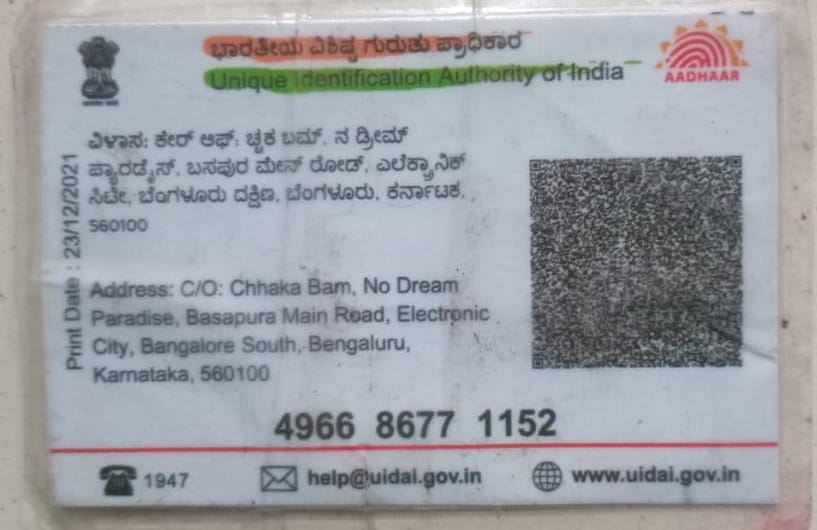 ಭಾರತೀಯ ವಿಶಿಷ್ಟ ಗುರುತು ಪ್ರಾಧಿಕಾರ
Unique Identification Authority of India
AADHAAR
ವಿಳಾಸ: ಕೇರ್ ಆಫ್: ಚ್ಚಕ ಬಮ್, ನ ಡ್ರೀಮ್
ಪ್ಯಾರಡೈಸ್, ಬಸಪುರ ಮೇನ್ ರೋಡ್, ಎಲೆಕ್ಟ್ರಾನಿಕ್
ಸಿಟೀ, ಬೆಂಗಳೂರು ದಕ್ಷಿಣ, ಬೆಂಗಳೂರು, ಕರ್ನಾಟಕ,
560100
Print Date : 23/12/2021
Address: C/O: Chhaka Bam, No Dream
Paradise, Basapura Main Road, Electronic
City, Bangalore South, Bengaluru,
Karnataka, 560100
4966 8677 1152
1947
help@uidai.gov.in
www.uidai.gov.in